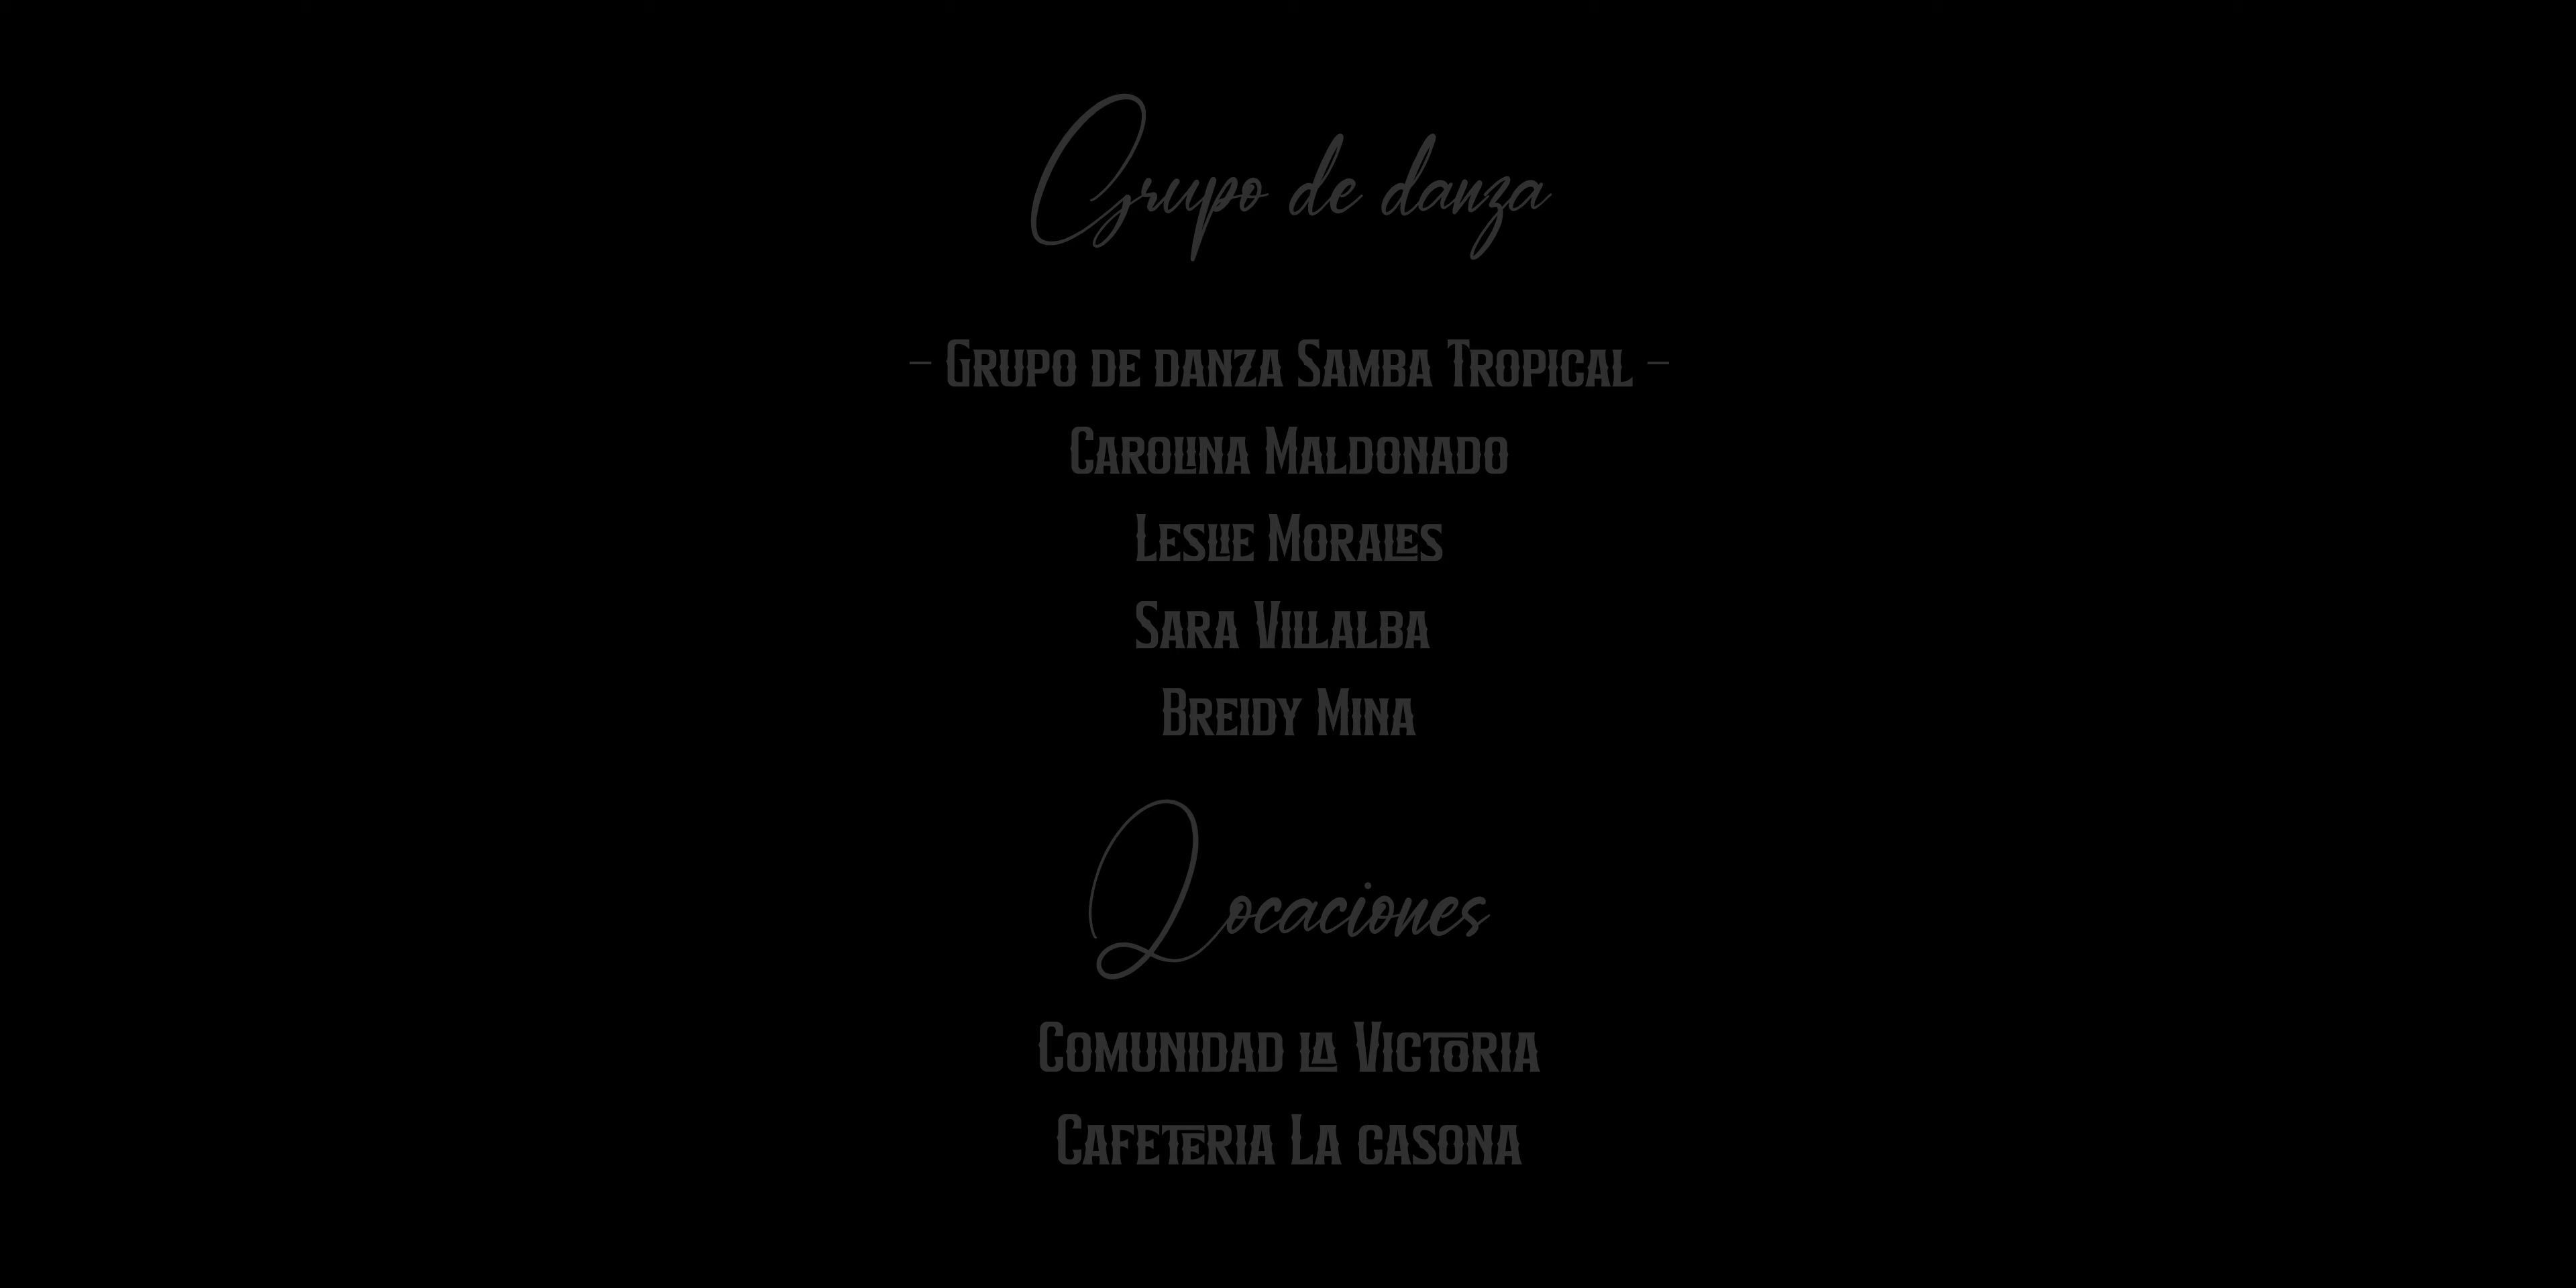 Grupo de danza
- Grupo de danza Samba Tropical -
Carolina Maldonado
Leslie Morales
Sara Villalba
Breidy Mina
Locaciones
Comunidad la Victoria
Cafeteria La casona